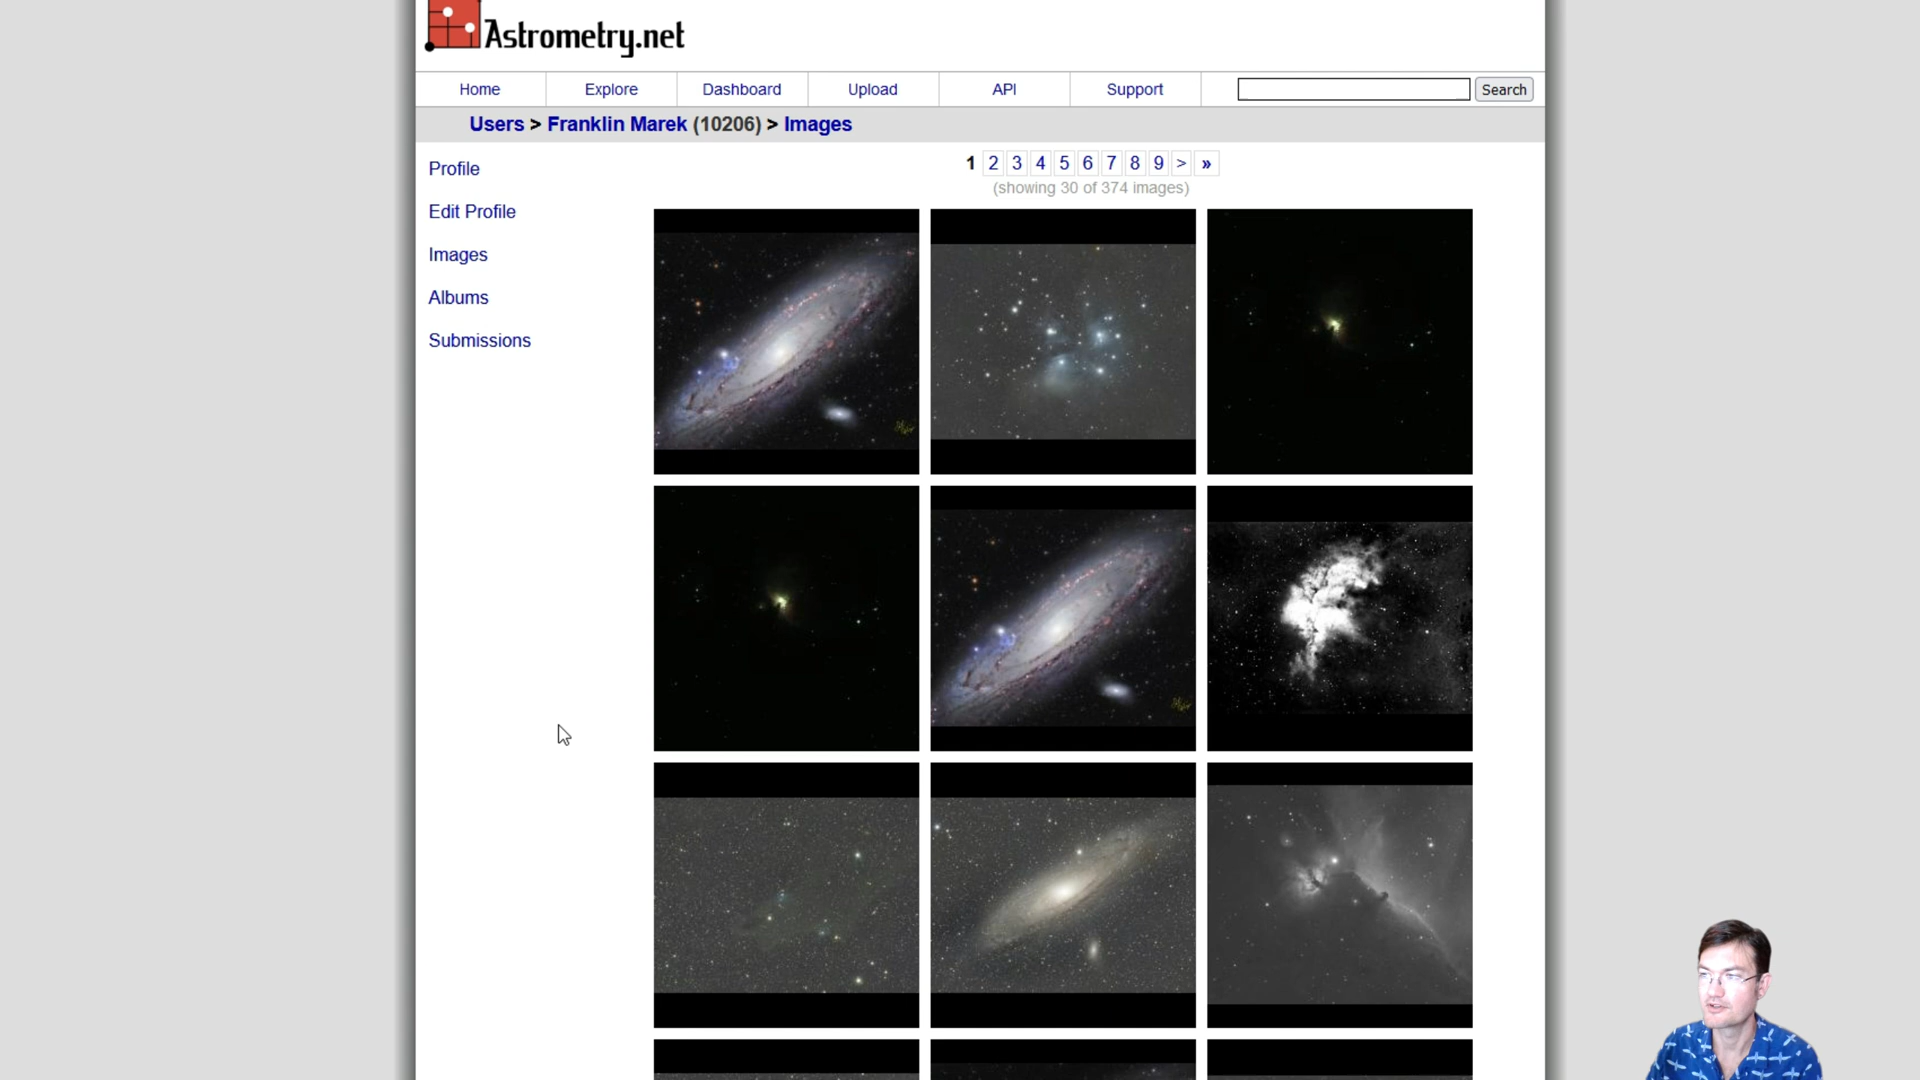 Astrometry.net
Home Explore Dashboard Upload API Support Search
Users > Franklin Marek (10206) > Images
Profile
Edit Profile
Images
Albums
Submissions
1 2 3 4 5 6 7 8 9 > »
(showing 30 of 374 images)